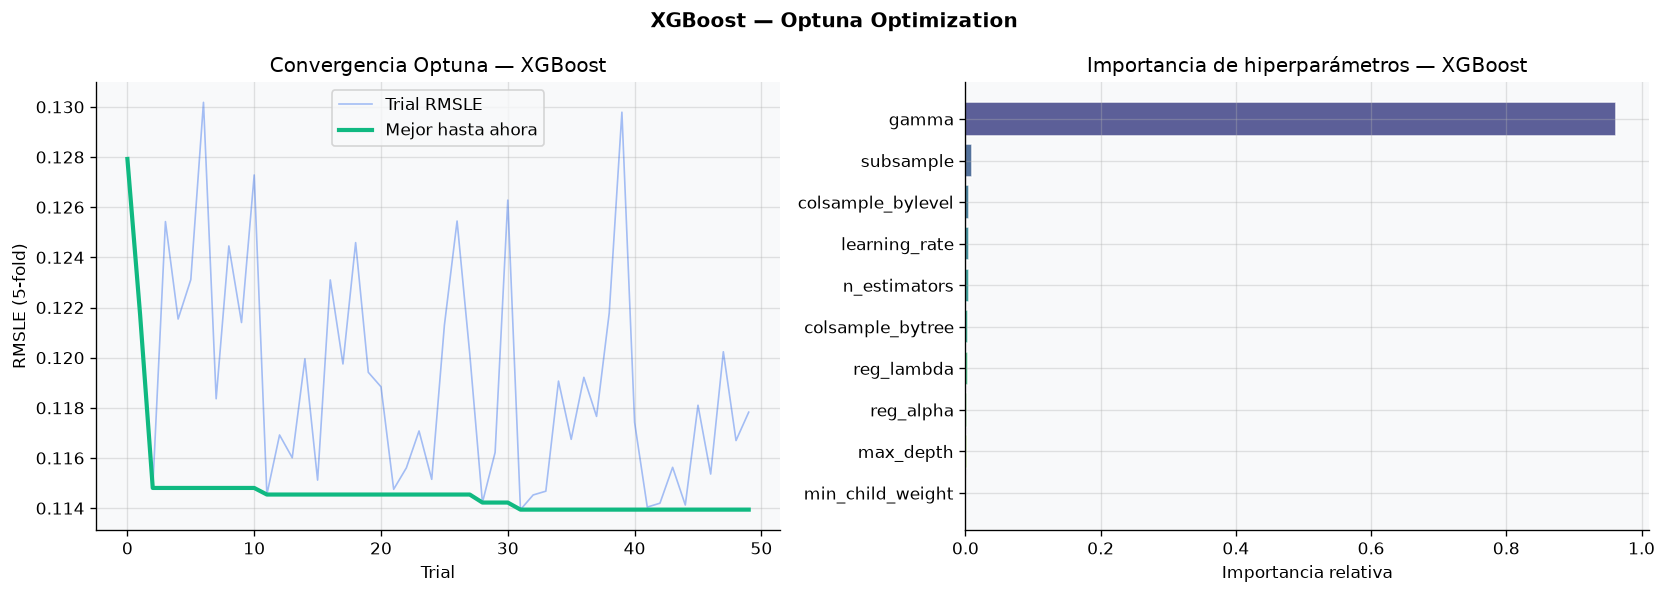 XGBoost — Optuna Optimization
Convergencia Optuna — XGBoost
Trial RMSLE
Mejor hasta ahora
RMSLE (5-fold)
0.130
0.128
0.126
0.124
0.122
0.120
0.118
0.116
0.114
0 10 20 30 40 50
Trial
Importancia de hiperparámetros — XGBoost
gamma
subsample
colsample_bylevel
learning_rate
n_estimators
colsample_bytree
reg_lambda
reg_alpha
max_depth
min_child_weight
0.0 0.2 0.4 0.6 0.8 1.0
Importancia relativa